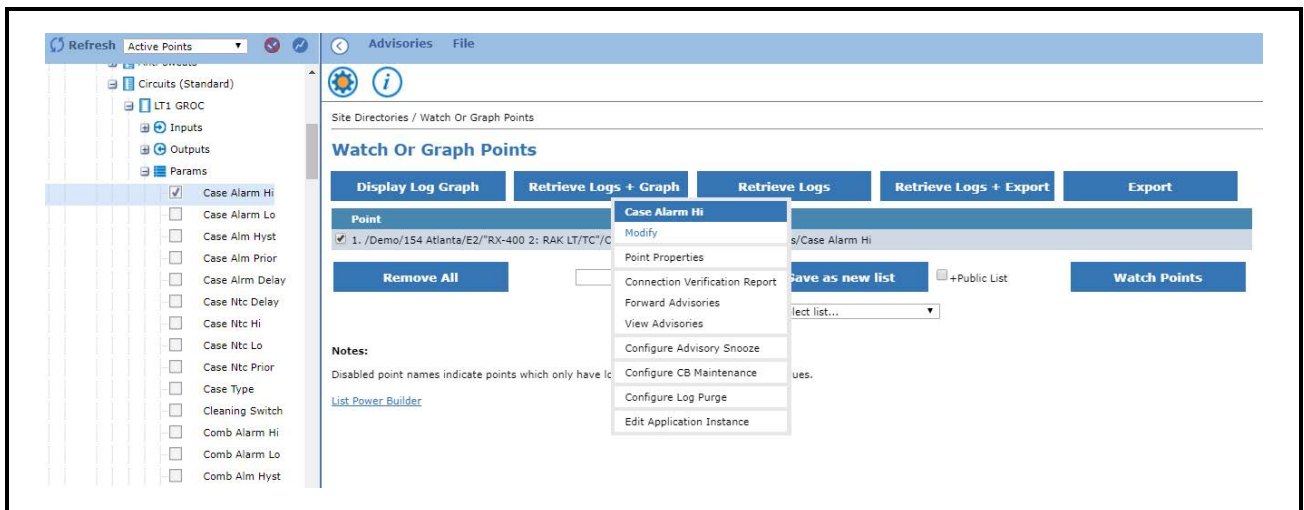 Refresh Active Points
Circuits (Standard)
LT1 GROC
Inputs
Outputs
Params
Case Alarm Hi
Case Alarm Lo
Case Alm Hyst
Case Alm Prior
Case Alrm Delay
Case Ntc Delay
Case Ntc Hi
Case Ntc Lo
Case Ntc Prior
Case Type
Cleaning Switch
Comb Alarm Hi
Comb Alarm Lo
Comb Alm Hyst
Advisories File
Site Directories / Watch Or Graph Points
Watch Or Graph Points
Display Log Graph Retrieve Logs + Graph Retrieve Logs Retrieve Logs + Export Export
Point
1. /Demo/154 Atlanta/E2/"RX-400 2: RAK LT/TC"/C s/Case Alarm Hi
Remove All Save as new list +Public List Watch Points
lect list...
Case Alarm Hi
Modify
Point Properties
Connection Verification Report
Forward Advisories
View Advisories
Configure Advisory Snooze
Configure CB Maintenance
Configure Log Purge
Edit Application Instance
Notes:
Disabled point names indicate points which only have lo ues.
List Power Builder